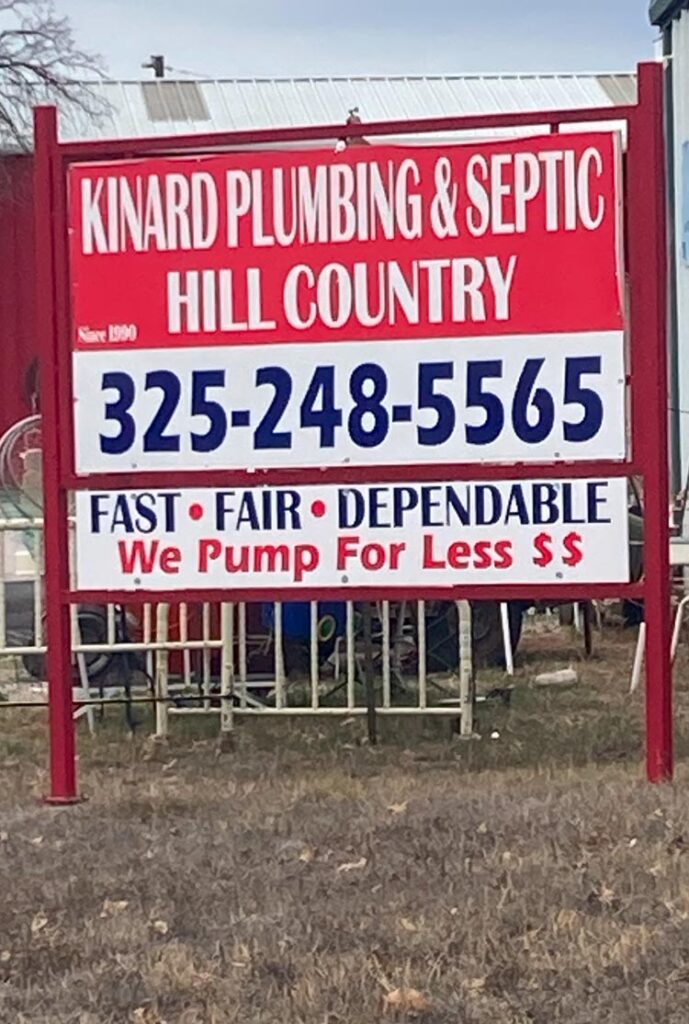 KINARD PLUMBING & SEPTIC
HILL COUNTRY
Since 1990
325-248-5565
FAST • FAIR • DEPENDABLE
We Pump For Less $$